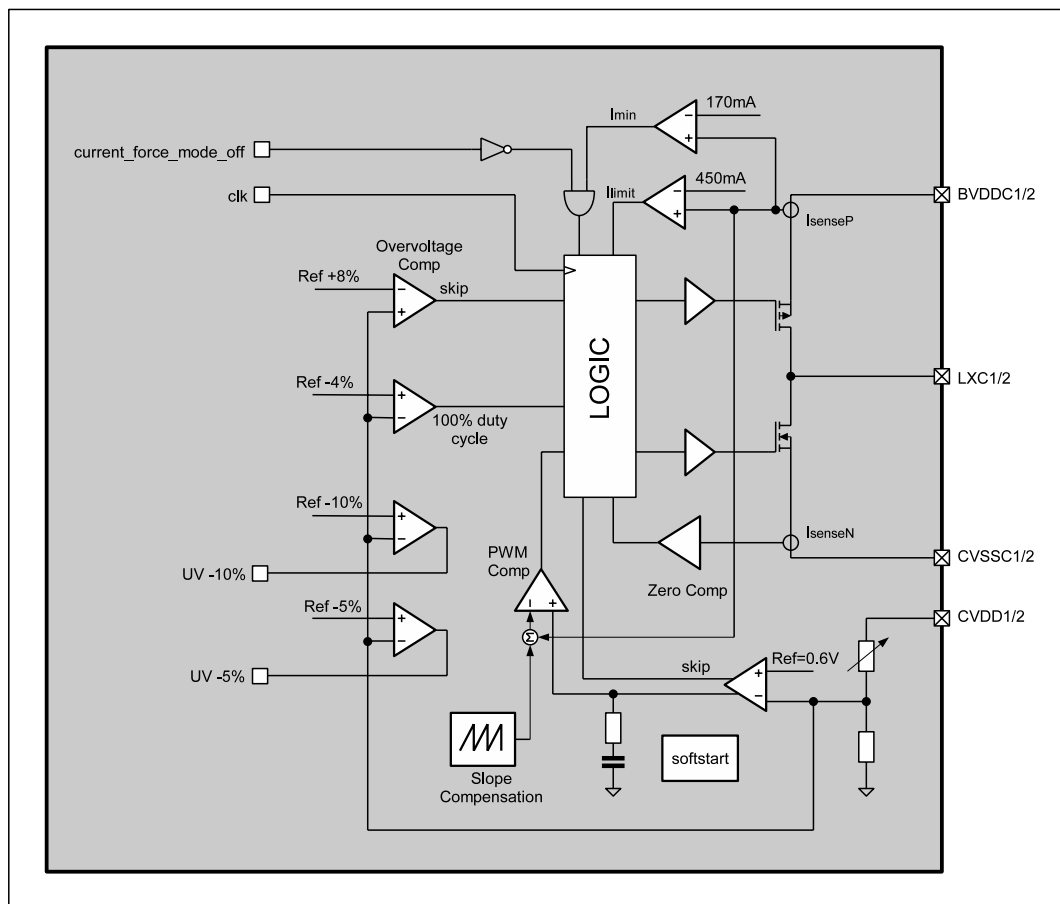 170mA
Imin
current_force_mode_off
450mA
clk
Ilimit
BVDDC1/2
IsenseP
Overvoltage
Comp
Ref +8%
skip
−
+
LOGIC
Ref -4%
LXC1/2
100% duty
cycle
Ref -10%
IsenseN
PWM
Comp
CVSSC1/2
UV -10%
Zero Comp
Ref -5%
CVDD1/2
Σ
Ref=0.6V
UV -5%
skip
softstart
Slope
Compensation